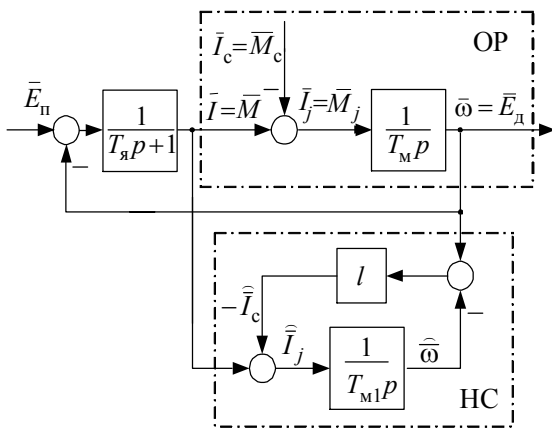 ОР
Ī_c = M̄_c
−
Ē_п
Ī = M̄
Ī_j = M̄_j
ω̄ = Ē_д
1
T_я p + 1
1
T_м p
−
l
−Ī̂_c
−
Ī̂_j
1
T_м1 p
ω̄̂
НС